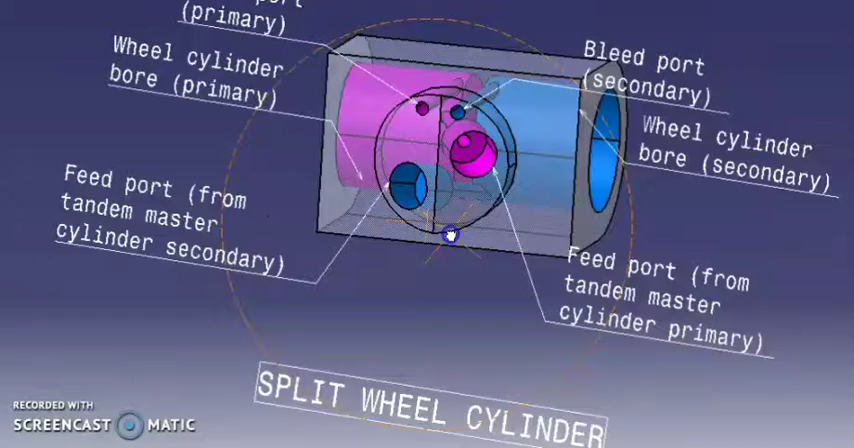 (primary)
Wheel cylinder
bore (primary)
Feed port (from
tandem master
cylinder secondary)
Bleed port
(secondary)
Wheel cylinder
bore (secondary)
Feed port (from
tandem master
cylinder primary)
SPLIT WHEEL CYLINDER
RECORDED WITH
SCREENCAST MATIC